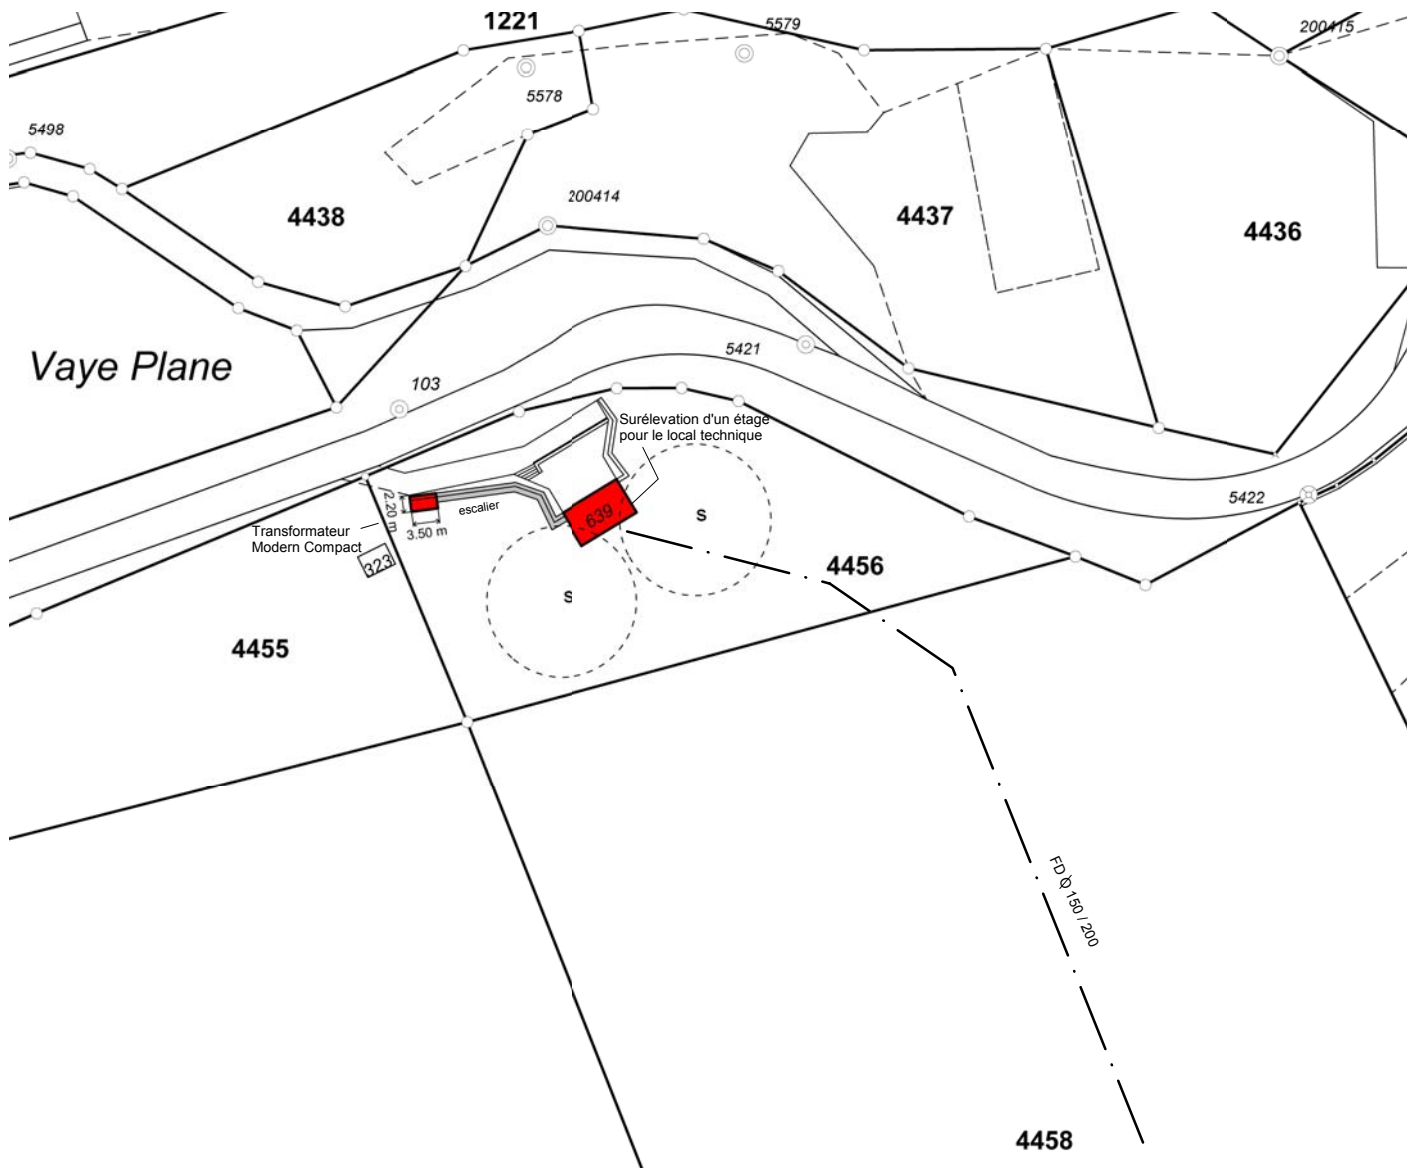 1221
5579
200415
5578
5498
200414
4438
4437
4436
Vaye Plane
5421
103
Surélevation d'un étage
pour le local technique
5422
2.20 m
escalier
639
S
Transformateur
Modern Compact
3.50 m
323
4456
S
4455
FD Φ 150 / 200
4458